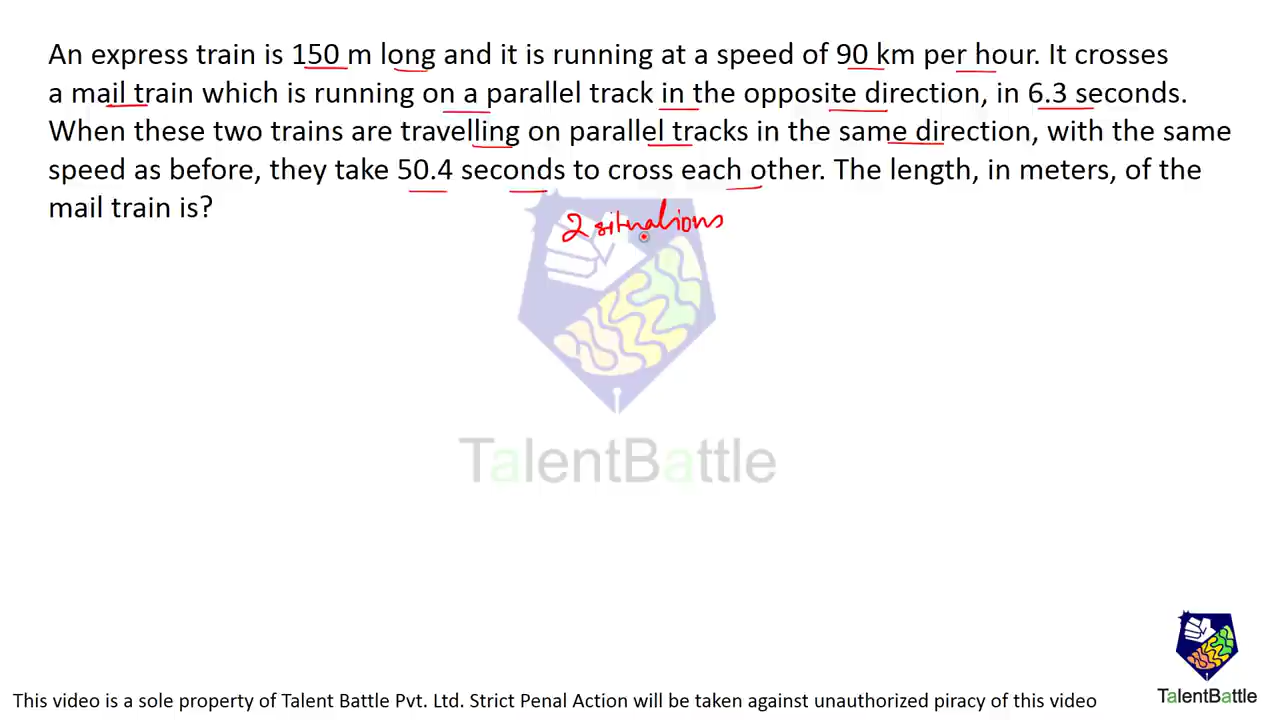 An express train is 150 m long and it is running at a speed of 90 km per hour. It crosses
a mail train which is running on a parallel track in the opposite direction, in 6.3 seconds.
When these two trains are travelling on parallel tracks in the same direction, with the same
speed as before, they take 50.4 seconds to cross each other. The length, in meters, of the
mail train is?
2 situations
TalentBattle
TalentBattle
This video is a sole property of Talent Battle Pvt. Ltd. Strict Penal Action will be taken against unauthorized piracy of this video